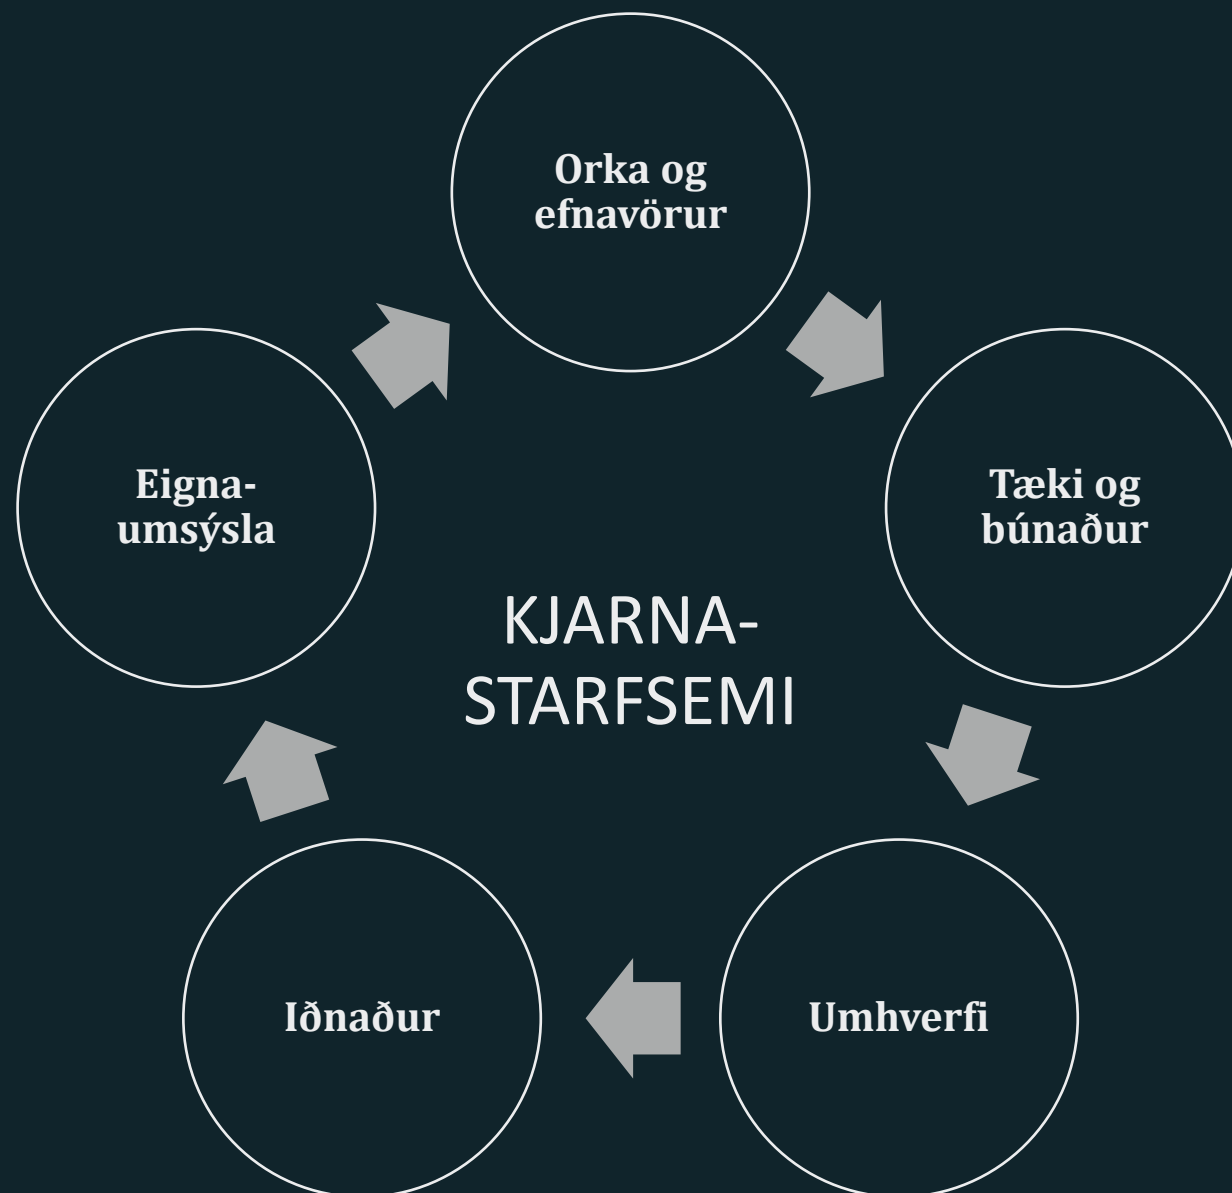 Orka og
efnavörur
Tæki og
búnaður
Umhverfi
Iðnaður
Eigna-
umsýsla
KJARNA-
STARFSEMI